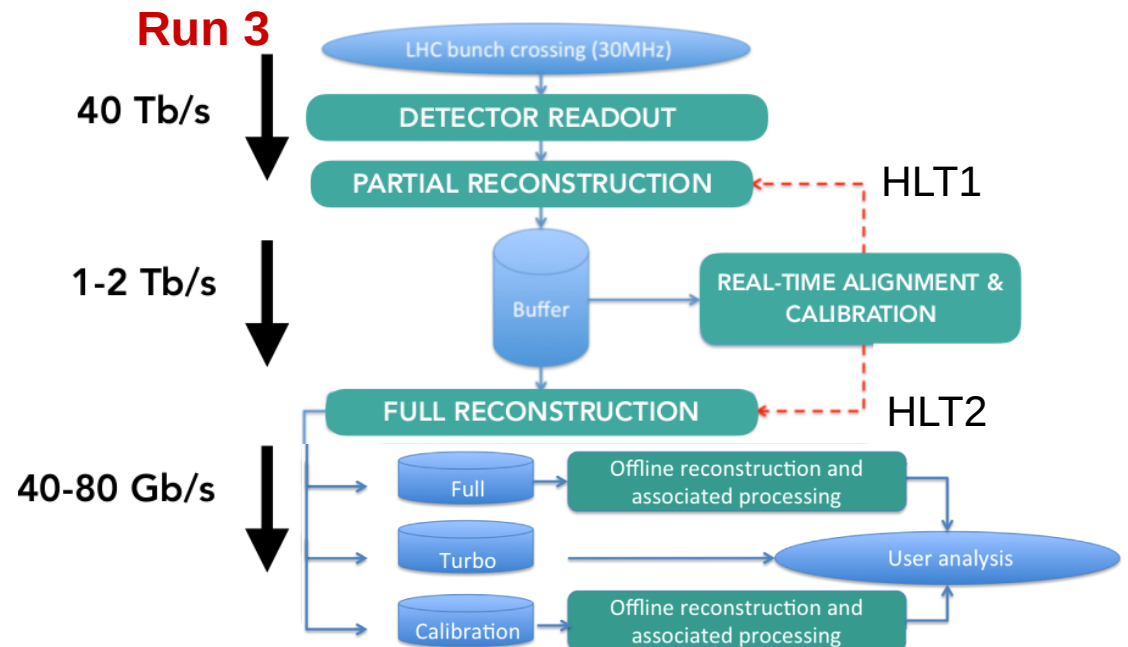 Run 3
LHC bunch crossing (30MHz)
40 Tb/s
DETECTOR READOUT
PARTIAL RECONSTRUCTION
HLT1
1-2 Tb/s
Buffer
REAL-TIME ALIGNMENT &
CALIBRATION
FULL RECONSTRUCTION
HLT2
40-80 Gb/s
Full
Offline reconstruction and
associated processing
Turbo
User analysis
Calibration
Offline reconstruction and
associated processing